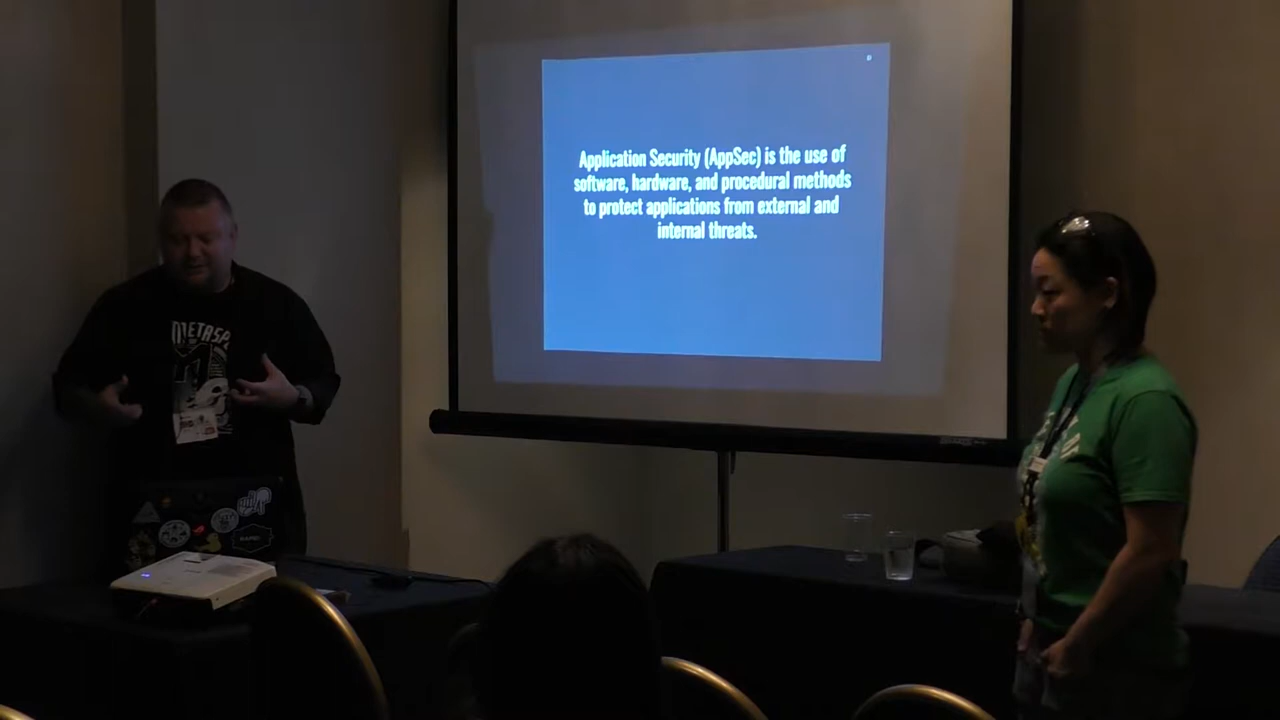 Application Security (AppSec) is the use of
software, hardware, and procedural methods
to protect applications from external and
internal threats.
METASP
M